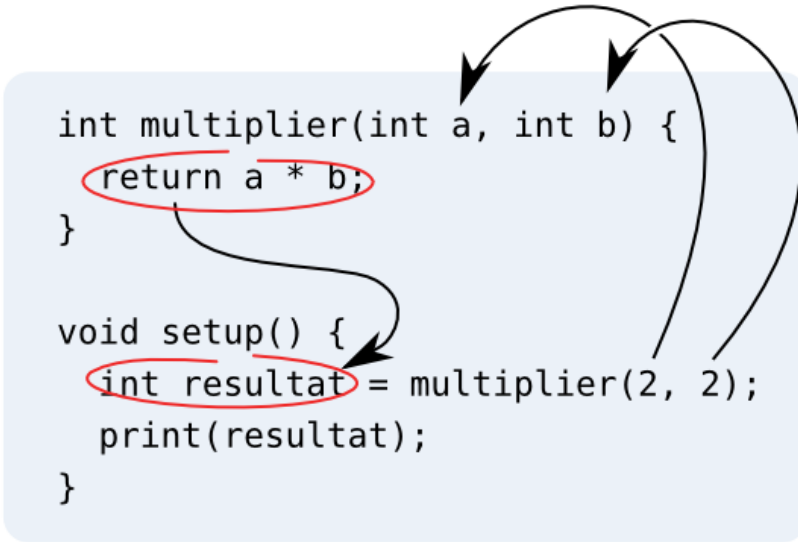 int multiplier(int a, int b) {
return a * b;
}
void setup() {
int resultat = multiplier(2, 2);
print(resultat);
}